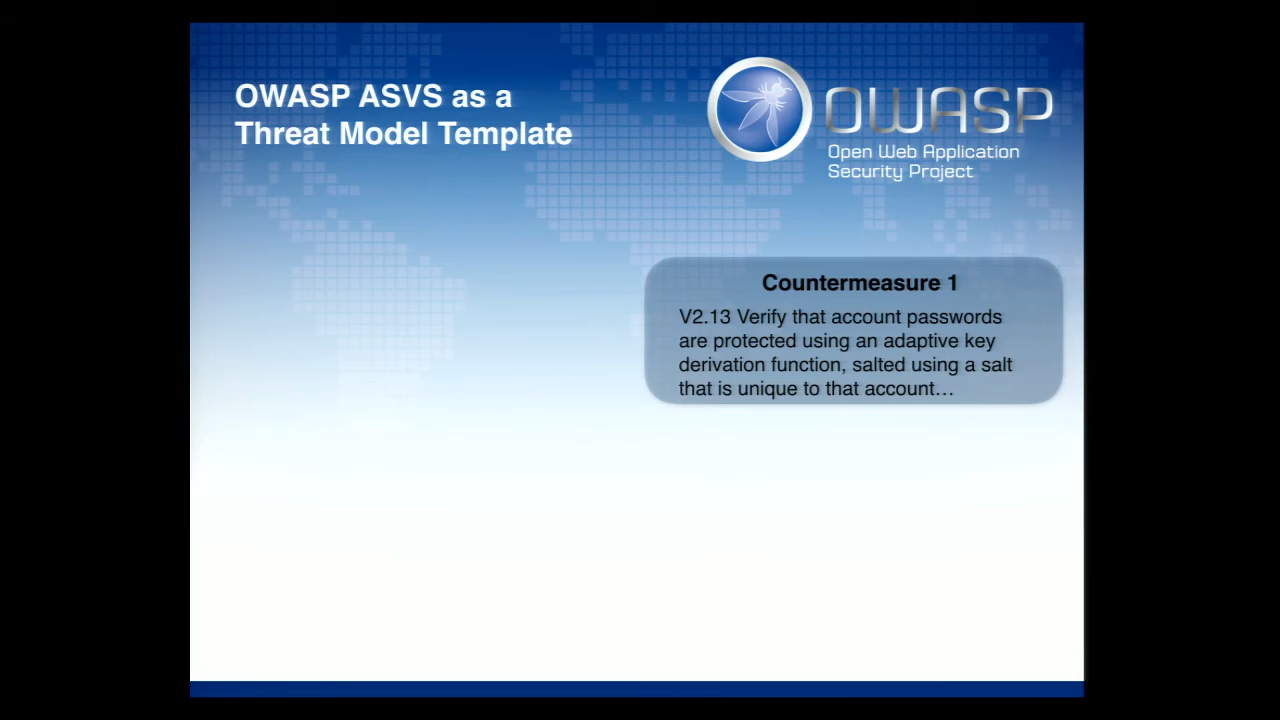 OWASP ASVS as a
Threat Model Template
OWASP
Open Web Application
Security Project
Countermeasure 1
V2.13 Verify that account passwords
are protected using an adaptive key
derivation function, salted using a salt
that is unique to that account…